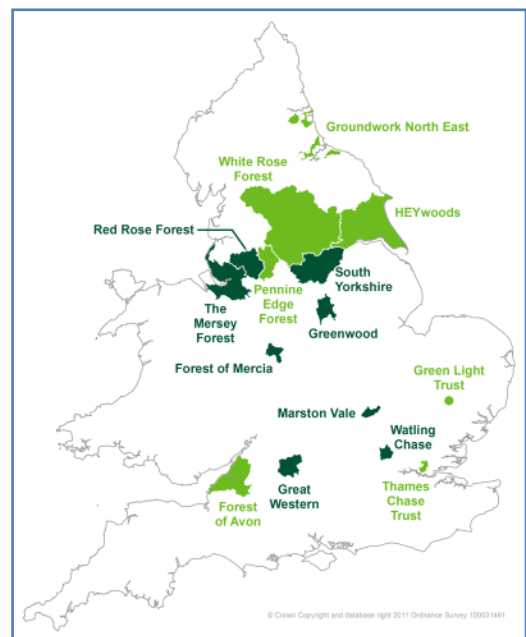 Groundwork North East
White Rose
Forest
HEYwoods
Red Rose Forest
South
Yorkshire
Pennine
Edge
Forest
The
Mersey
Forest
Greenwood
Forest of Mercia
Green Light
Trust
Marston Vale
Watling
Chase
Great
Western
Thames
Chase
Trust
Forest
of Avon
© Crown Copyright and database right 2011 Ordnance Survey 100031461